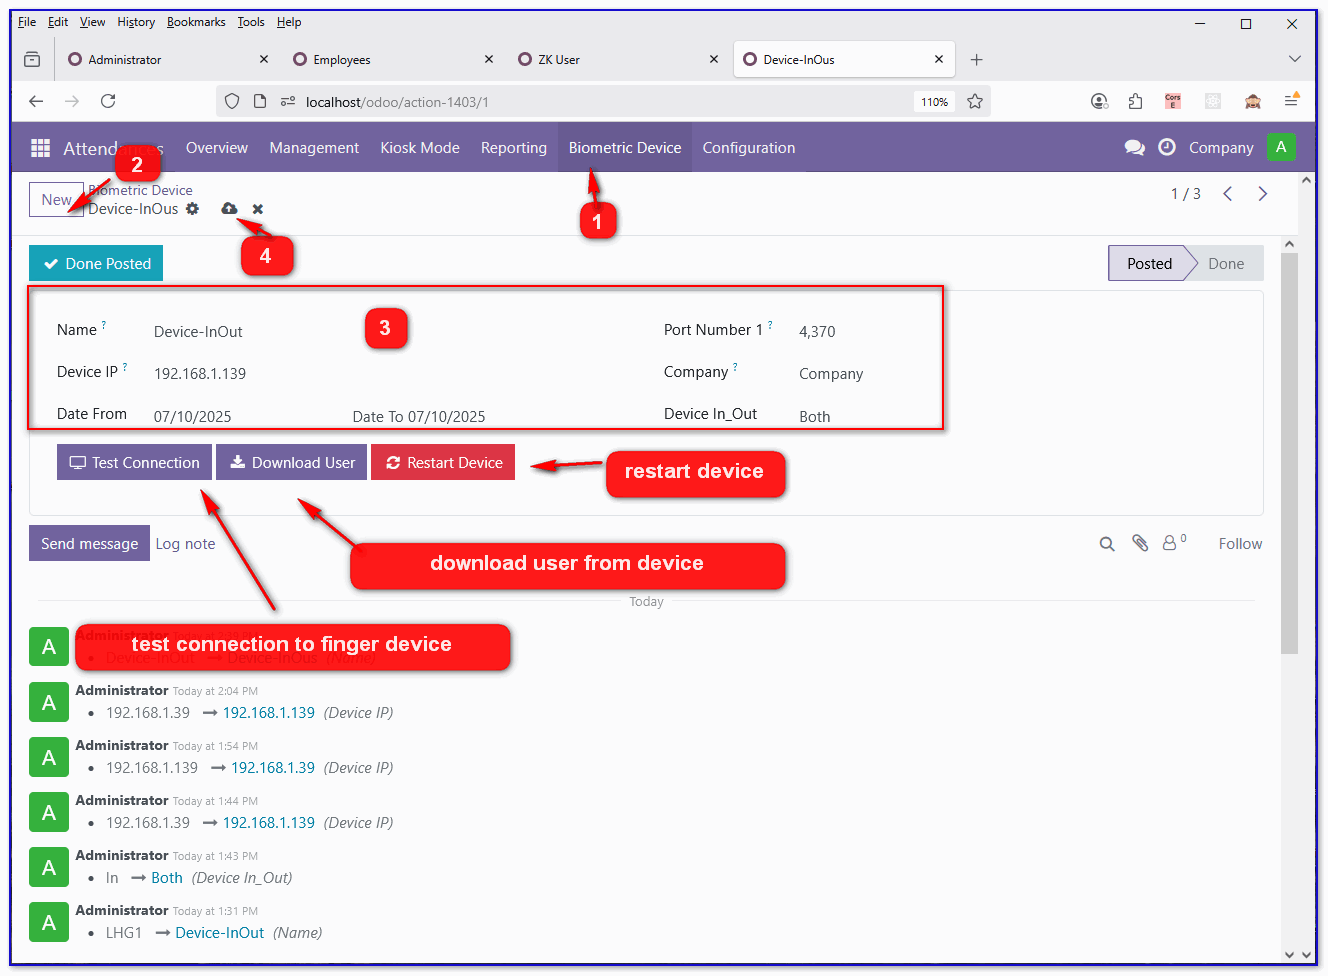 File Edit View History Bookmarks Tools Help
Administrator
Employees
ZK User
Device-InOus
localhost/odoo/action-1403/1
110%
Cors
E
Attendances Overview Management Kiosk Mode Reporting Biometric Device Configuration
Company A
2
New
Biometric Device
Device-InOus
1 / 3
1
4
Done Posted
Posted Done
3
Name ? Device-InOut
Port Number 1 ? 4,370
Device IP ? 192.168.1.139
Company ? Company
Date From 07/10/2025 Date To 07/10/2025
Device In_Out Both
Test Connection Download User Restart Device
restart device
Send message Log note
0 Follow
download user from device
Today
A Administrator
test connection to finger device
Device-InOut Device-InOus (Name)
A Administrator Today at 2:04 PM
192.168.1.39 192.168.1.139 (Device IP)
A Administrator Today at 1:54 PM
192.168.1.139 192.168.1.39 (Device IP)
A Administrator Today at 1:44 PM
192.168.1.39 192.168.1.139 (Device IP)
A Administrator Today at 1:43 PM
In Both (Device In_Out)
A Administrator Today at 1:31 PM
LHG1 Device-InOut (Name)